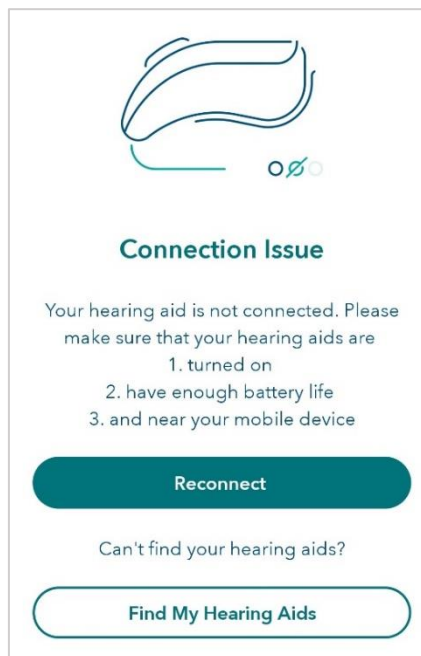 Connection Issue
Your hearing aid is not connected. Please
make sure that your hearing aids are
1. turned on
2. have enough battery life
3. and near your mobile device
Reconnect
Can't find your hearing aids?
Find My Hearing Aids